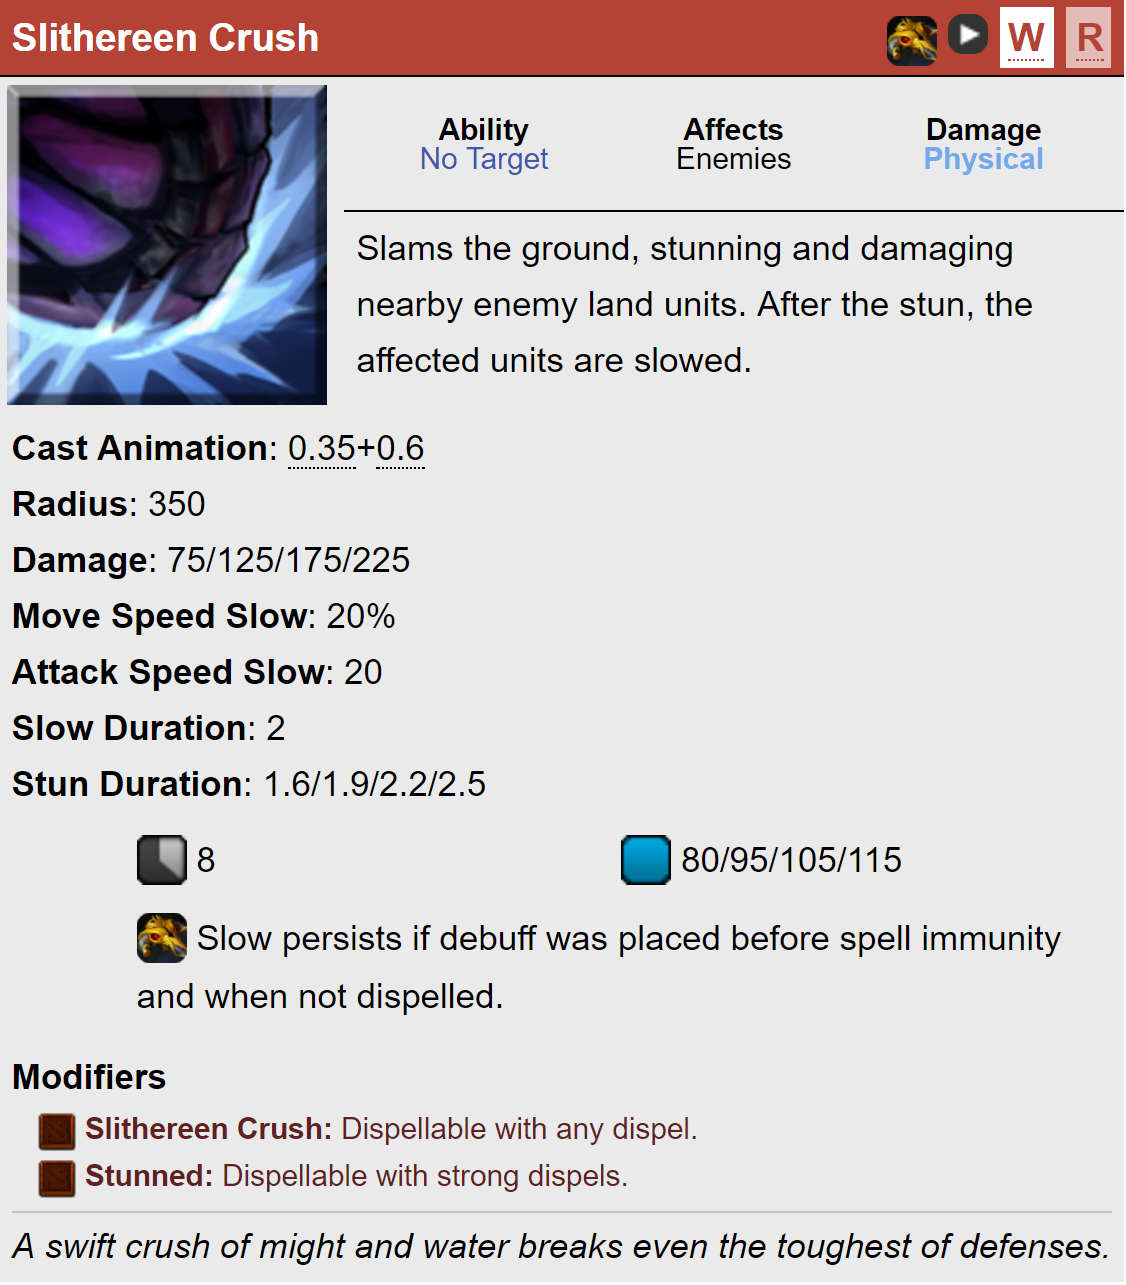 Slithereen Crush
W
R
Ability
No Target
Affects
Enemies
Damage
Physical
Slams the ground, stunning and damaging
nearby enemy land units. After the stun, the
affected units are slowed.
Cast Animation: 0.35+0.6
Radius: 350
Damage: 75/125/175/225
Move Speed Slow: 20%
Attack Speed Slow: 20
Slow Duration: 2
Stun Duration: 1.6/1.9/2.2/2.5
8
80/95/105/115
Slow persists if debuff was placed before spell immunity
and when not dispelled.
Modifiers
Slithereen Crush: Dispellable with any dispel.
Stunned: Dispellable with strong dispels.
A swift crush of might and water breaks even the toughest of defenses.